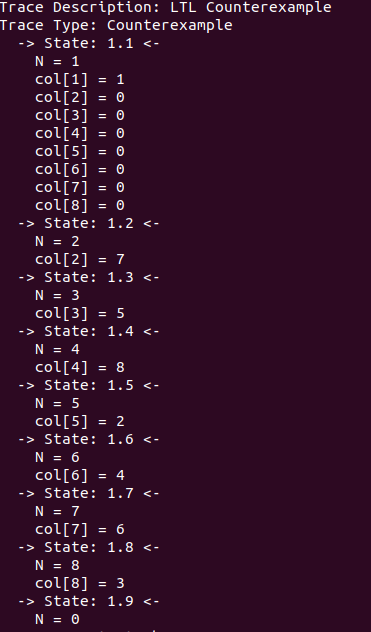 Trace Description: LTL Counterexample
Trace Type: Counterexample
  -> State: 1.1 <-
    N = 1
    col[1] = 1
    col[2] = 0
    col[3] = 0
    col[4] = 0
    col[5] = 0
    col[6] = 0
    col[7] = 0
    col[8] = 0
  -> State: 1.2 <-
    N = 2
    col[2] = 7
  -> State: 1.3 <-
    N = 3
    col[3] = 5
  -> State: 1.4 <-
    N = 4
    col[4] = 8
  -> State: 1.5 <-
    N = 5
    col[5] = 2
  -> State: 1.6 <-
    N = 6
    col[6] = 4
  -> State: 1.7 <-
    N = 7
    col[7] = 6
  -> State: 1.8 <-
    N = 8
    col[8] = 3
  -> State: 1.9 <-
    N = 0